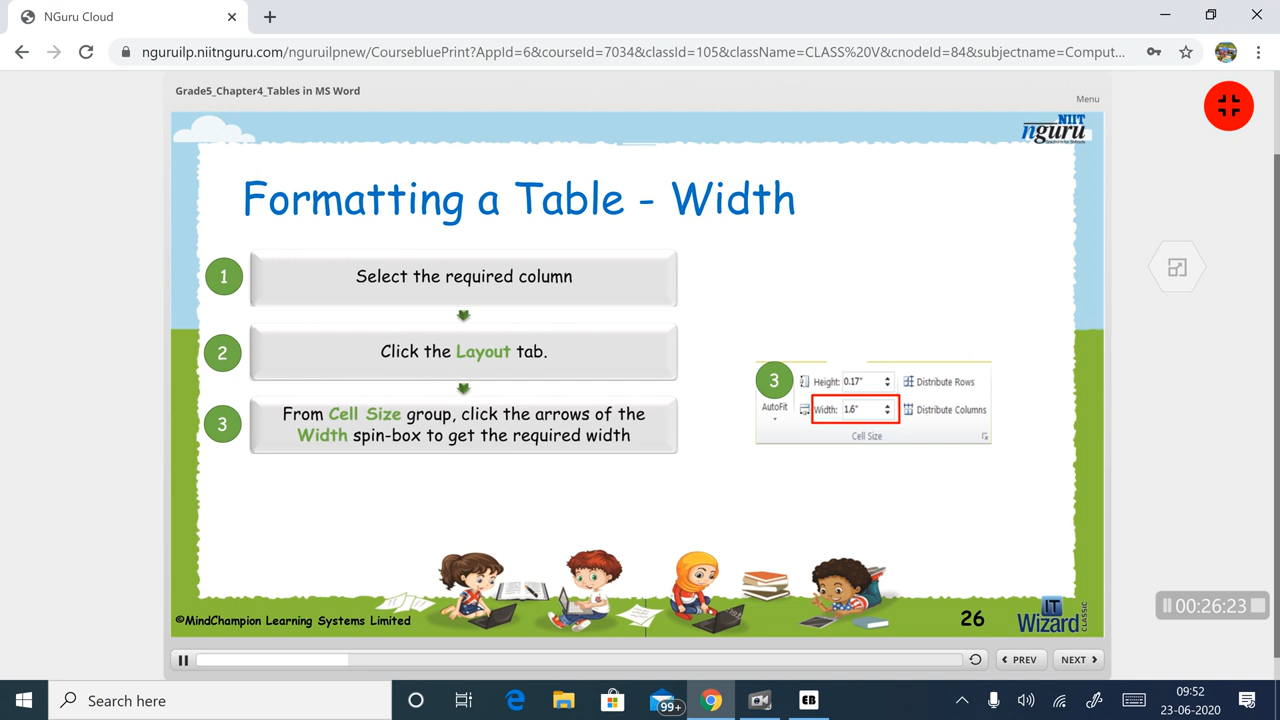 NGuru Cloud
nguruilp.niitnguru.com/nguruilpnew/CoursebluePrint?AppId=6&courseId=7034&classId=105&className=CLASS%20V&cnodeId=84&subjectname=Comput...
Grade5_Chapter4_Tables in MS Word
Menu
NIIT
nguru
Solutions for Schools
Formatting a Table - Width
1
Select the required column
2
Click the Layout tab.
3
From Cell Size group, click the arrows of the
Width spin-box to get the required width
3
Height: 0.17"
Distribute Rows
AutoFit
Width: 1.6"
Distribute Columns
Cell Size
©MindChampion Learning Systems Limited
26
IT
Wizard
CLASSIC
00:26:23
PREV
NEXT
Search here
99+
EB
09:52
23-06-2020